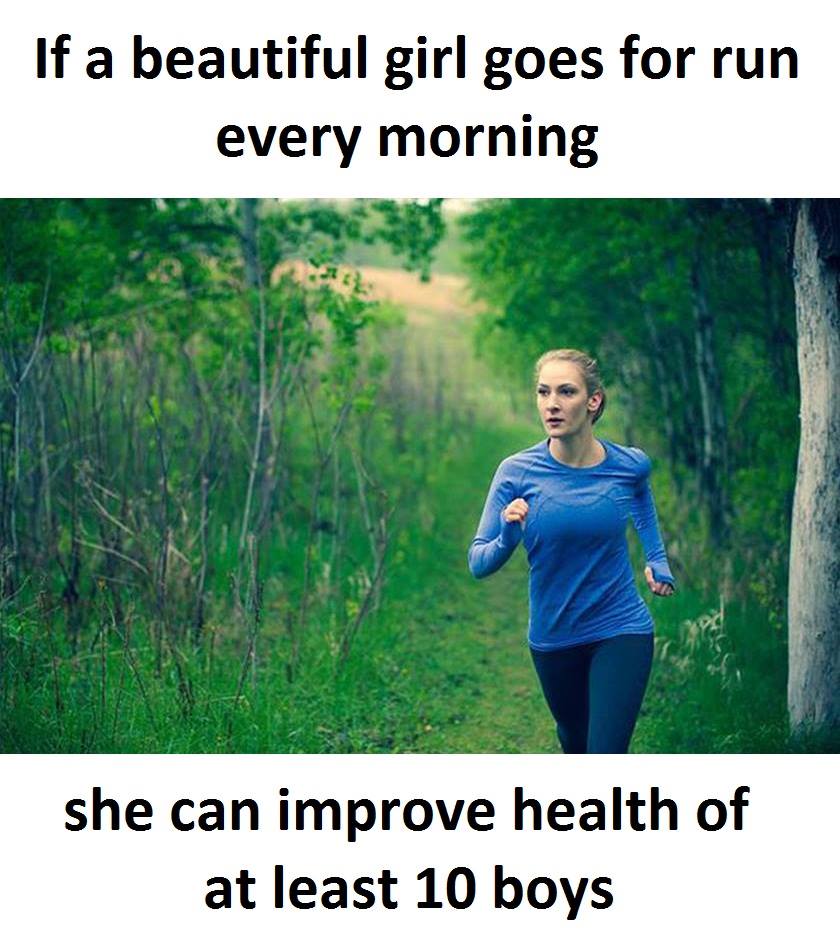 If a beautiful girl goes for run
every morning
she can improve health of
at least 10 boys